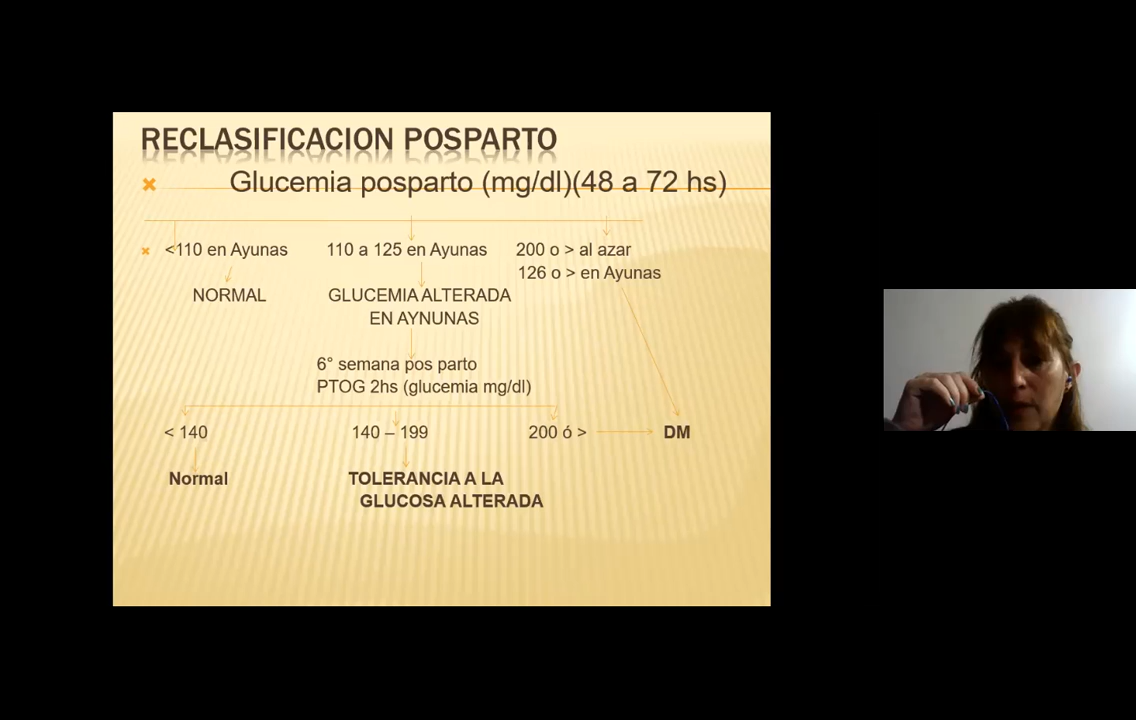 RECLASIFICACION POSPARTO
Glucemia posparto (mg/dl)(48 a 72 hs)
<110 en Ayunas 110 a 125 en Ayunas 200 o > al azar
126 o > en Ayunas
NORMAL GLUCEMIA ALTERADA
EN AYNUNAS
6° semana pos parto
PTOG 2hs (glucemia mg/dl)
< 140 140 – 199 200 ó > DM
Normal TOLERANCIA A LA
GLUCOSA ALTERADA